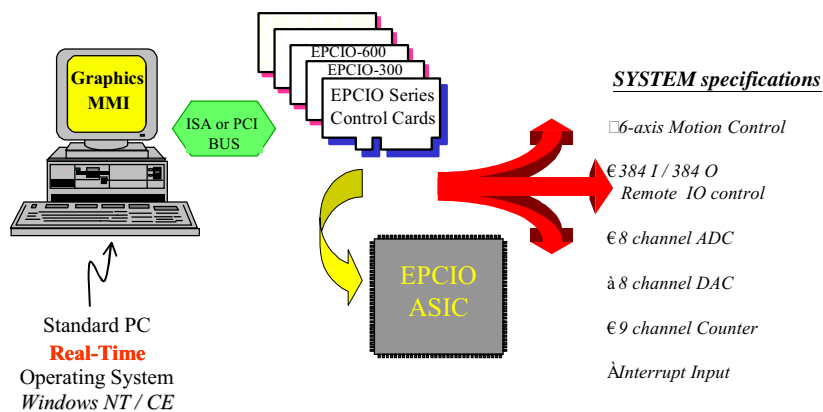 Graphics
MMI
ISA or PCI
BUS
EPCIO-600
EPCIO-300
EPCIO Series
Control Cards
EPCIO
ASIC
Standard PC
Real-Time
Operating System
Windows NT / CE
SYSTEM specifications
□6-axis Motion Control
€384 I / 384 O
Remote IO control
€8 channel ADC
à8 channel DAC
€9 channel Counter
ÀInterrupt Input